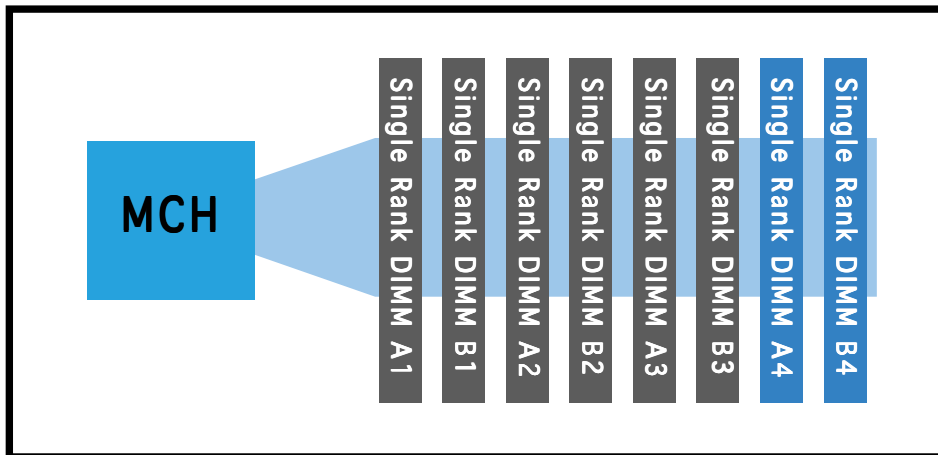 MCH
Single Rank DIMM A1
Single Rank DIMM B1
Single Rank DIMM A2
Single Rank DIMM B2
Single Rank DIMM A3
Single Rank DIMM B3
Single Rank DIMM A4
Single Rank DIMM B4